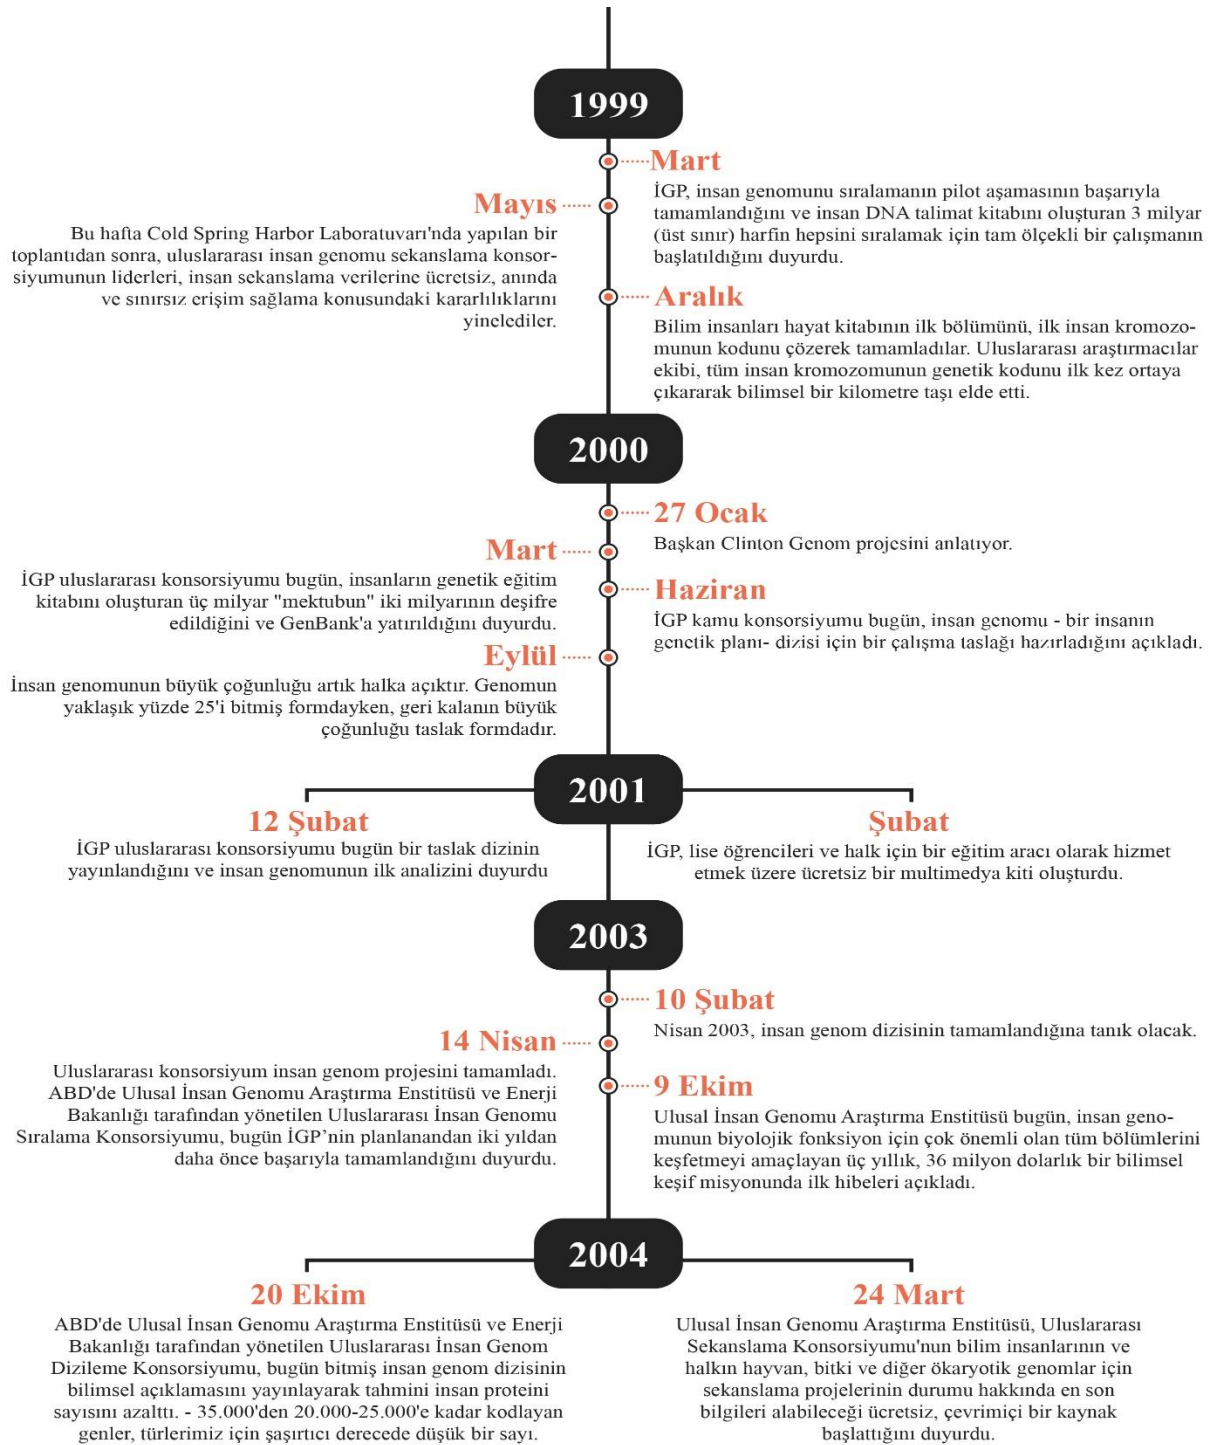 1999
Mart
İGP, insan genomunu sıralamanın pilot aşamasının başarıyla
tamamlandığını ve insan DNA talimat kitabını oluşturan 3 milyar
(üst sınır) harfin hepsini sıralamak için tam ölçekli bir çalışmanın
başlatıldığını duyurdu.
Mayıs
Bu hafta Cold Spring Harbor Laboratuvarı'nda yapılan bir
toplantıdan sonra, uluslararası insan genomu sekanslama konsor-
siyumunun liderleri, insan sekanslama verilerine ücretsiz, anında
ve sınırsız erişim sağlama konusundaki kararlılıklarını
yinelediler.
Aralık
Bilim insanları hayat kitabının ilk bölümünü, ilk insan kromozo-
munun kodunu çözerek tamamladılar. Uluslararası araştırmacılar
ekibi, tüm insan kromozomunun genetik kodunu ilk kez ortaya
çıkararak bilimsel bir kilometre taşı elde etti.
2000
27 Ocak
Başkan Clinton Genom projesini anlatıyor.
Mart
İGP uluslararası konsorsiyumu bugün, insanların genetik eğitim
kitabını oluşturan üç milyar "mektubun" iki milyarının deşifre
edildiğini ve GenBank'a yatırıldığını duyurdu.
Haziran
İGP kamu konsorsiyumu bugün, insan genomu - bir insanın
genetik planı- dizisi için bir çalışma taslağı hazırladığını açıkladı.
Eylül
İnsan genomunun büyük çoğunluğu artık halka açıktır. Genomun
yaklaşık yüzde 25'i bitmiş formdayken, geri kalanın büyük
çoğunluğu taslak formdadır.
2001
12 Şubat
İGP uluslararası konsorsiyumu bugün bir taslak dizinin
yayınlandığını ve insan genomunun ilk analizini duyurdu
Şubat
İGP, lise öğrencileri ve halk için bir eğitim aracı olarak hizmet
etmek üzere ücretsiz bir multimedya kiti oluşturdu.
2003
10 Şubat
Nisan 2003, insan genom dizisinin tamamlandığına tanık olacak.
14 Nisan
Uluslararası konsorsiyum insan genom projesini tamamladı.
ABD'de Ulusal İnsan Genomu Araştırma Enstitüsü ve Enerji
Bakanlığı tarafından yönetilen Uluslararası İnsan Genomu
Sıralama Konsorsiyumu, bugün İGP’nin planlanandan iki yıldan
daha önce başarıyla tamamlandığını duyurdu.
9 Ekim
Ulusal İnsan Genomu Araştırma Enstitüsü bugün, insan geno-
munun biyolojik fonksiyon için çok önemli olan tüm bölümlerini
keşfetmeyi amaçlayan üç yıllık, 36 milyon dolarlık bir bilimsel
keşif misyonunda ilk hibeleri açıkladı.
2004
20 Ekim
ABD'de Ulusal İnsan Genomu Araştırma Enstitüsü ve Enerji
Bakanlığı tarafından yönetilen Uluslararası İnsan Genom
Dizileme Konsorsiyumu, bugün bitmiş insan genom dizisinin
bilimsel açıklamasını yayınlayarak tahmini insan proteini
sayısını azalttı. - 35.000'den 20.000-25.000'e kadar kodlayan
genler, türlerimiz için şaşırtıcı derecede düşük bir sayı.
24 Mart
Ulusal İnsan Genomu Araştırma Enstitüsü, Uluslararası
Sekanslama Konsorsiyumu'nun bilim insanlarının ve
halkın hayvan, bitki ve diğer ökaryotik genomlar için
sekanslama projelerinin durumu hakkında en son
bilgileri alabileceği ücretsiz, çevrimiçi bir kaynak
başlattığını duyurdu.